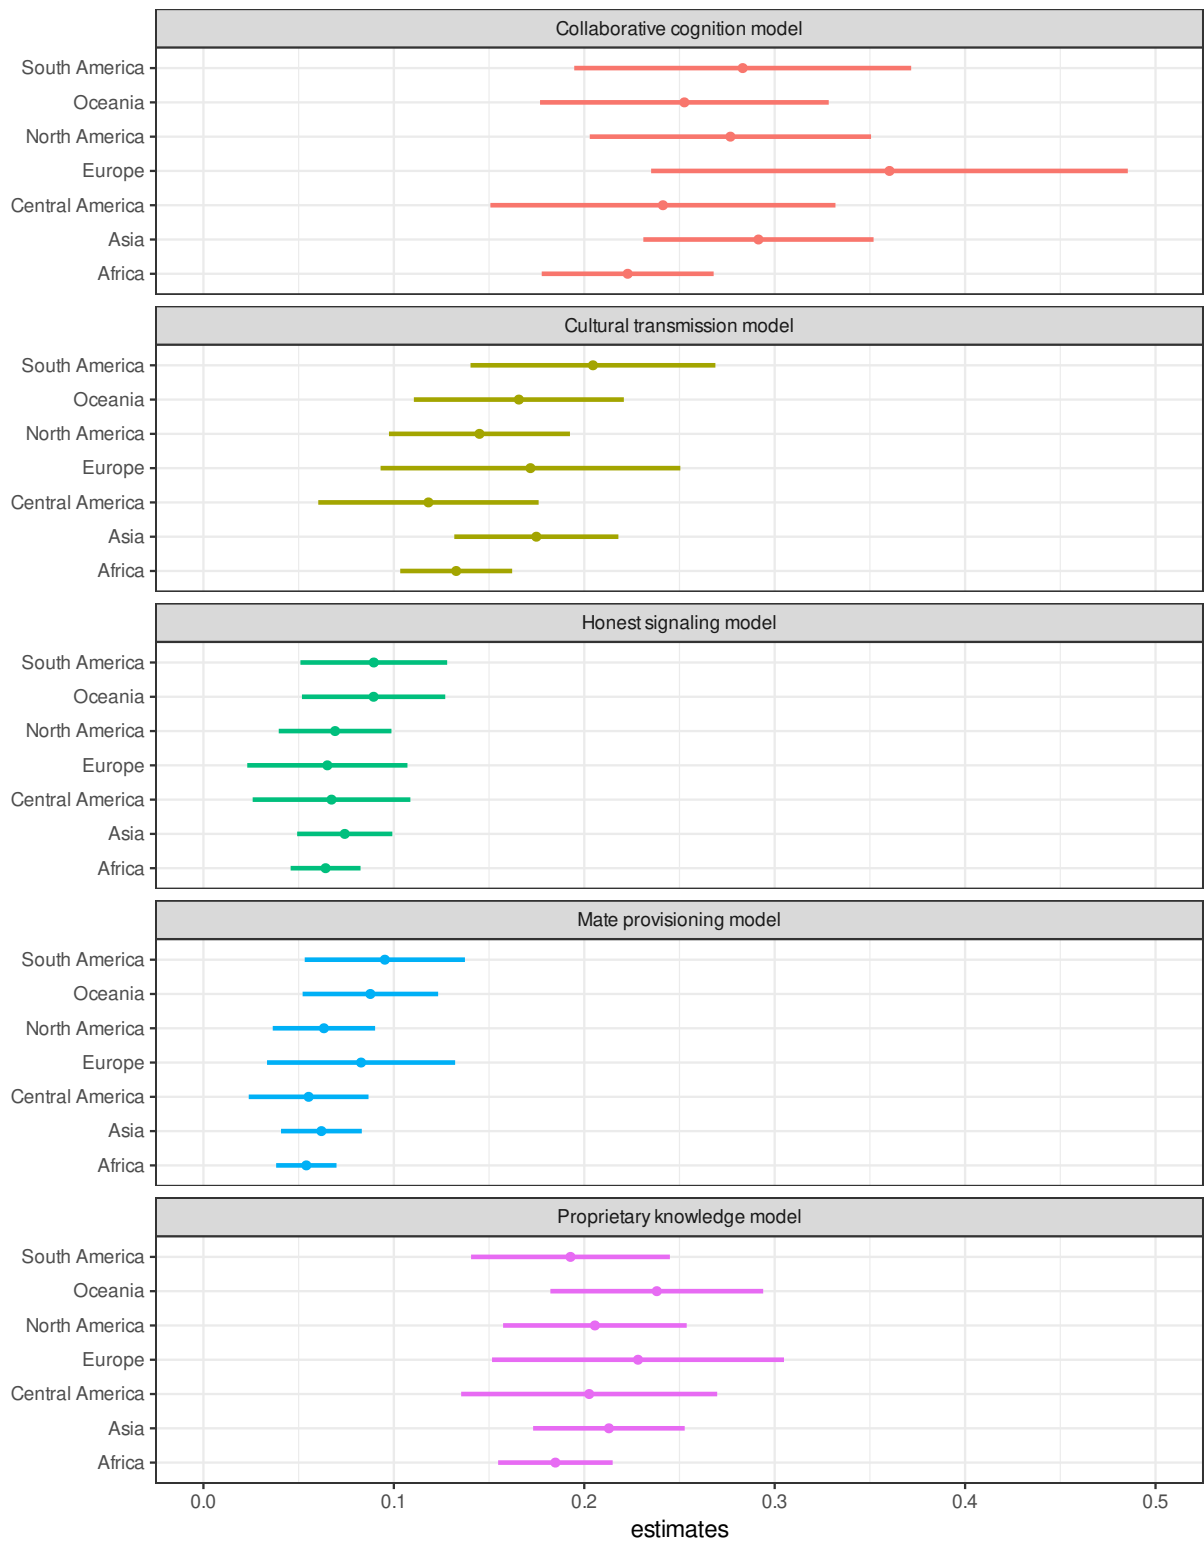 Collaborative cognition model
South America
Oceania
North America
Europe
Central America
Asia
Africa
Cultural transmission model
South America
Oceania
North America
Europe
Central America
Asia
Africa
Honest signaling model
South America
Oceania
North America
Europe
Central America
Asia
Africa
Mate provisioning model
South America
Oceania
North America
Europe
Central America
Asia
Africa
Proprietary knowledge model
South America
Oceania
North America
Europe
Central America
Asia
Africa
0.0 0.1 0.2 0.3 0.4 0.5
estimates